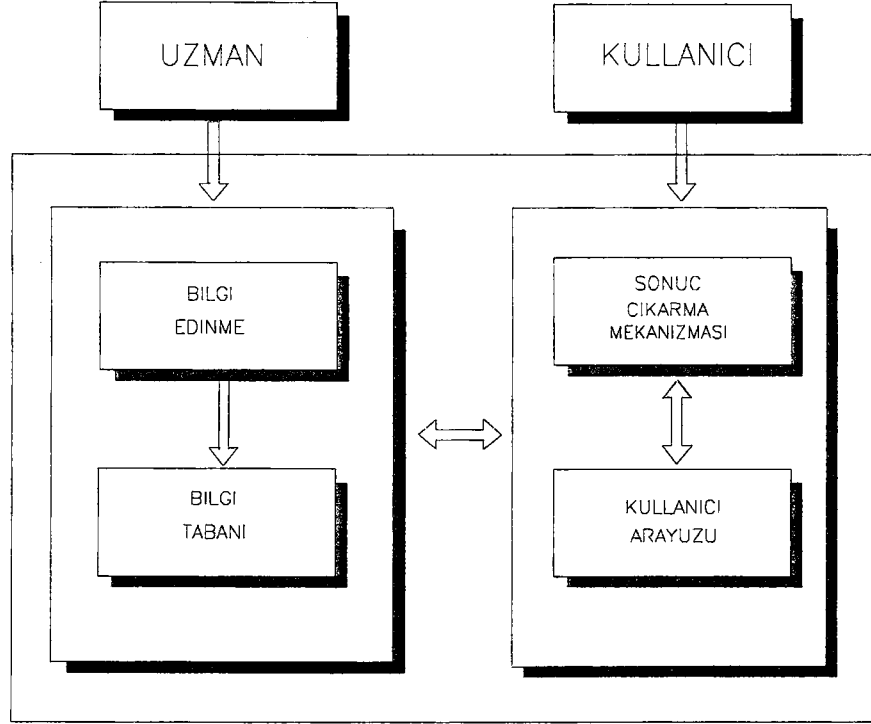 UZMAN
KULLANICI
BILGI
EDINME
BILGI
TABANI
SONUC
CIKARMA
MEKANIZMASI
KULLANICI
ARAYUZU